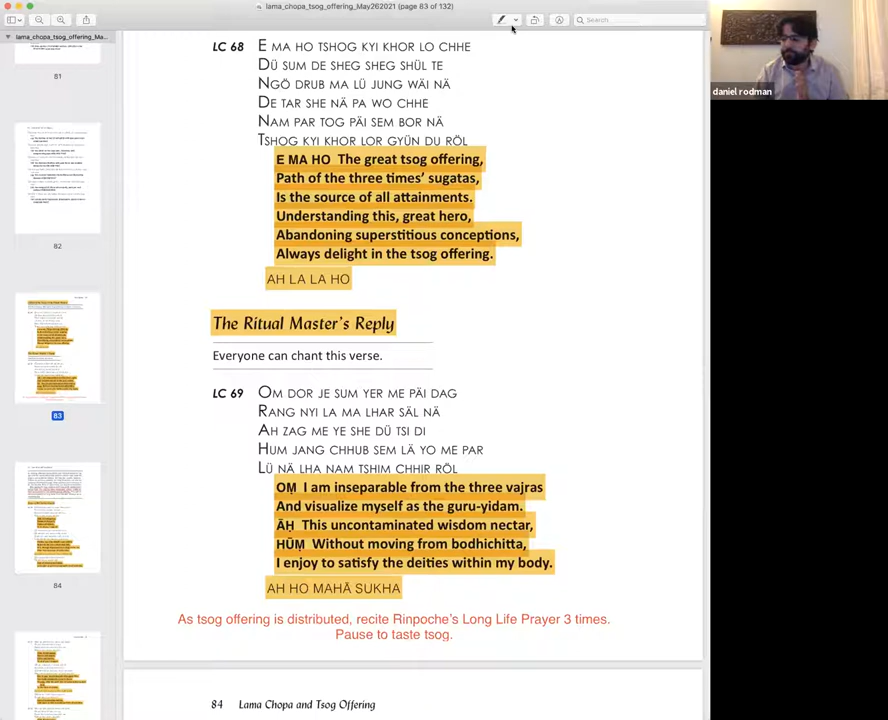 lama_chopa_tsog_offering_May262021 (page 83 of 132)
Search
lama_chopa_tsog_offering_May26...
81
82
83
84
LC 68 E MA HO TSHOG KYI KHOR LO CHHE
DÜ SUM DE SHEG SHEG SHÜL TE
NGÖ DRUB MA LÜ JUNG WÄI NÄ
DE TAR SHE NÄ PA WO CHHE
NAM PAR TOG PÄI SEM BOR NÄ
TSHOG KYI KHOR LOR GYÜN DU RÖL
E MA HO The great tsog offering,
Path of the three times’ sugatas,
Is the source of all attainments.
Understanding this, great hero,
Abandoning superstitious conceptions,
Always delight in the tsog offering.
AH LA LA HO
The Ritual Master’s Reply
Everyone can chant this verse.
LC 69 OM DOR JE SUM YER ME PÄI DAG
RANG NYI LA MA LHAR SÄL NÄ
AH ZAG ME YE SHE DÜ TSI DI
HUM JANG CHHUB SEM LÄ YO ME PAR
LÜ NÄ LHA NAM TSHIM CHHIR RÖL
OṂ I am inseparable from the three vajras
And visualize myself as the guru-yidam.
ĀḤ This uncontaminated wisdom nectar,
HŪṂ Without moving from bodhichitta,
I enjoy to satisfy the deities within my body.
AH HO MAHĀ SUKHA
As tsog offering is distributed, recite Rinpoche’s Long Life Prayer 3 times.
Pause to taste tsog.
84 Lama Chopa and Tsog Offering
daniel rodman